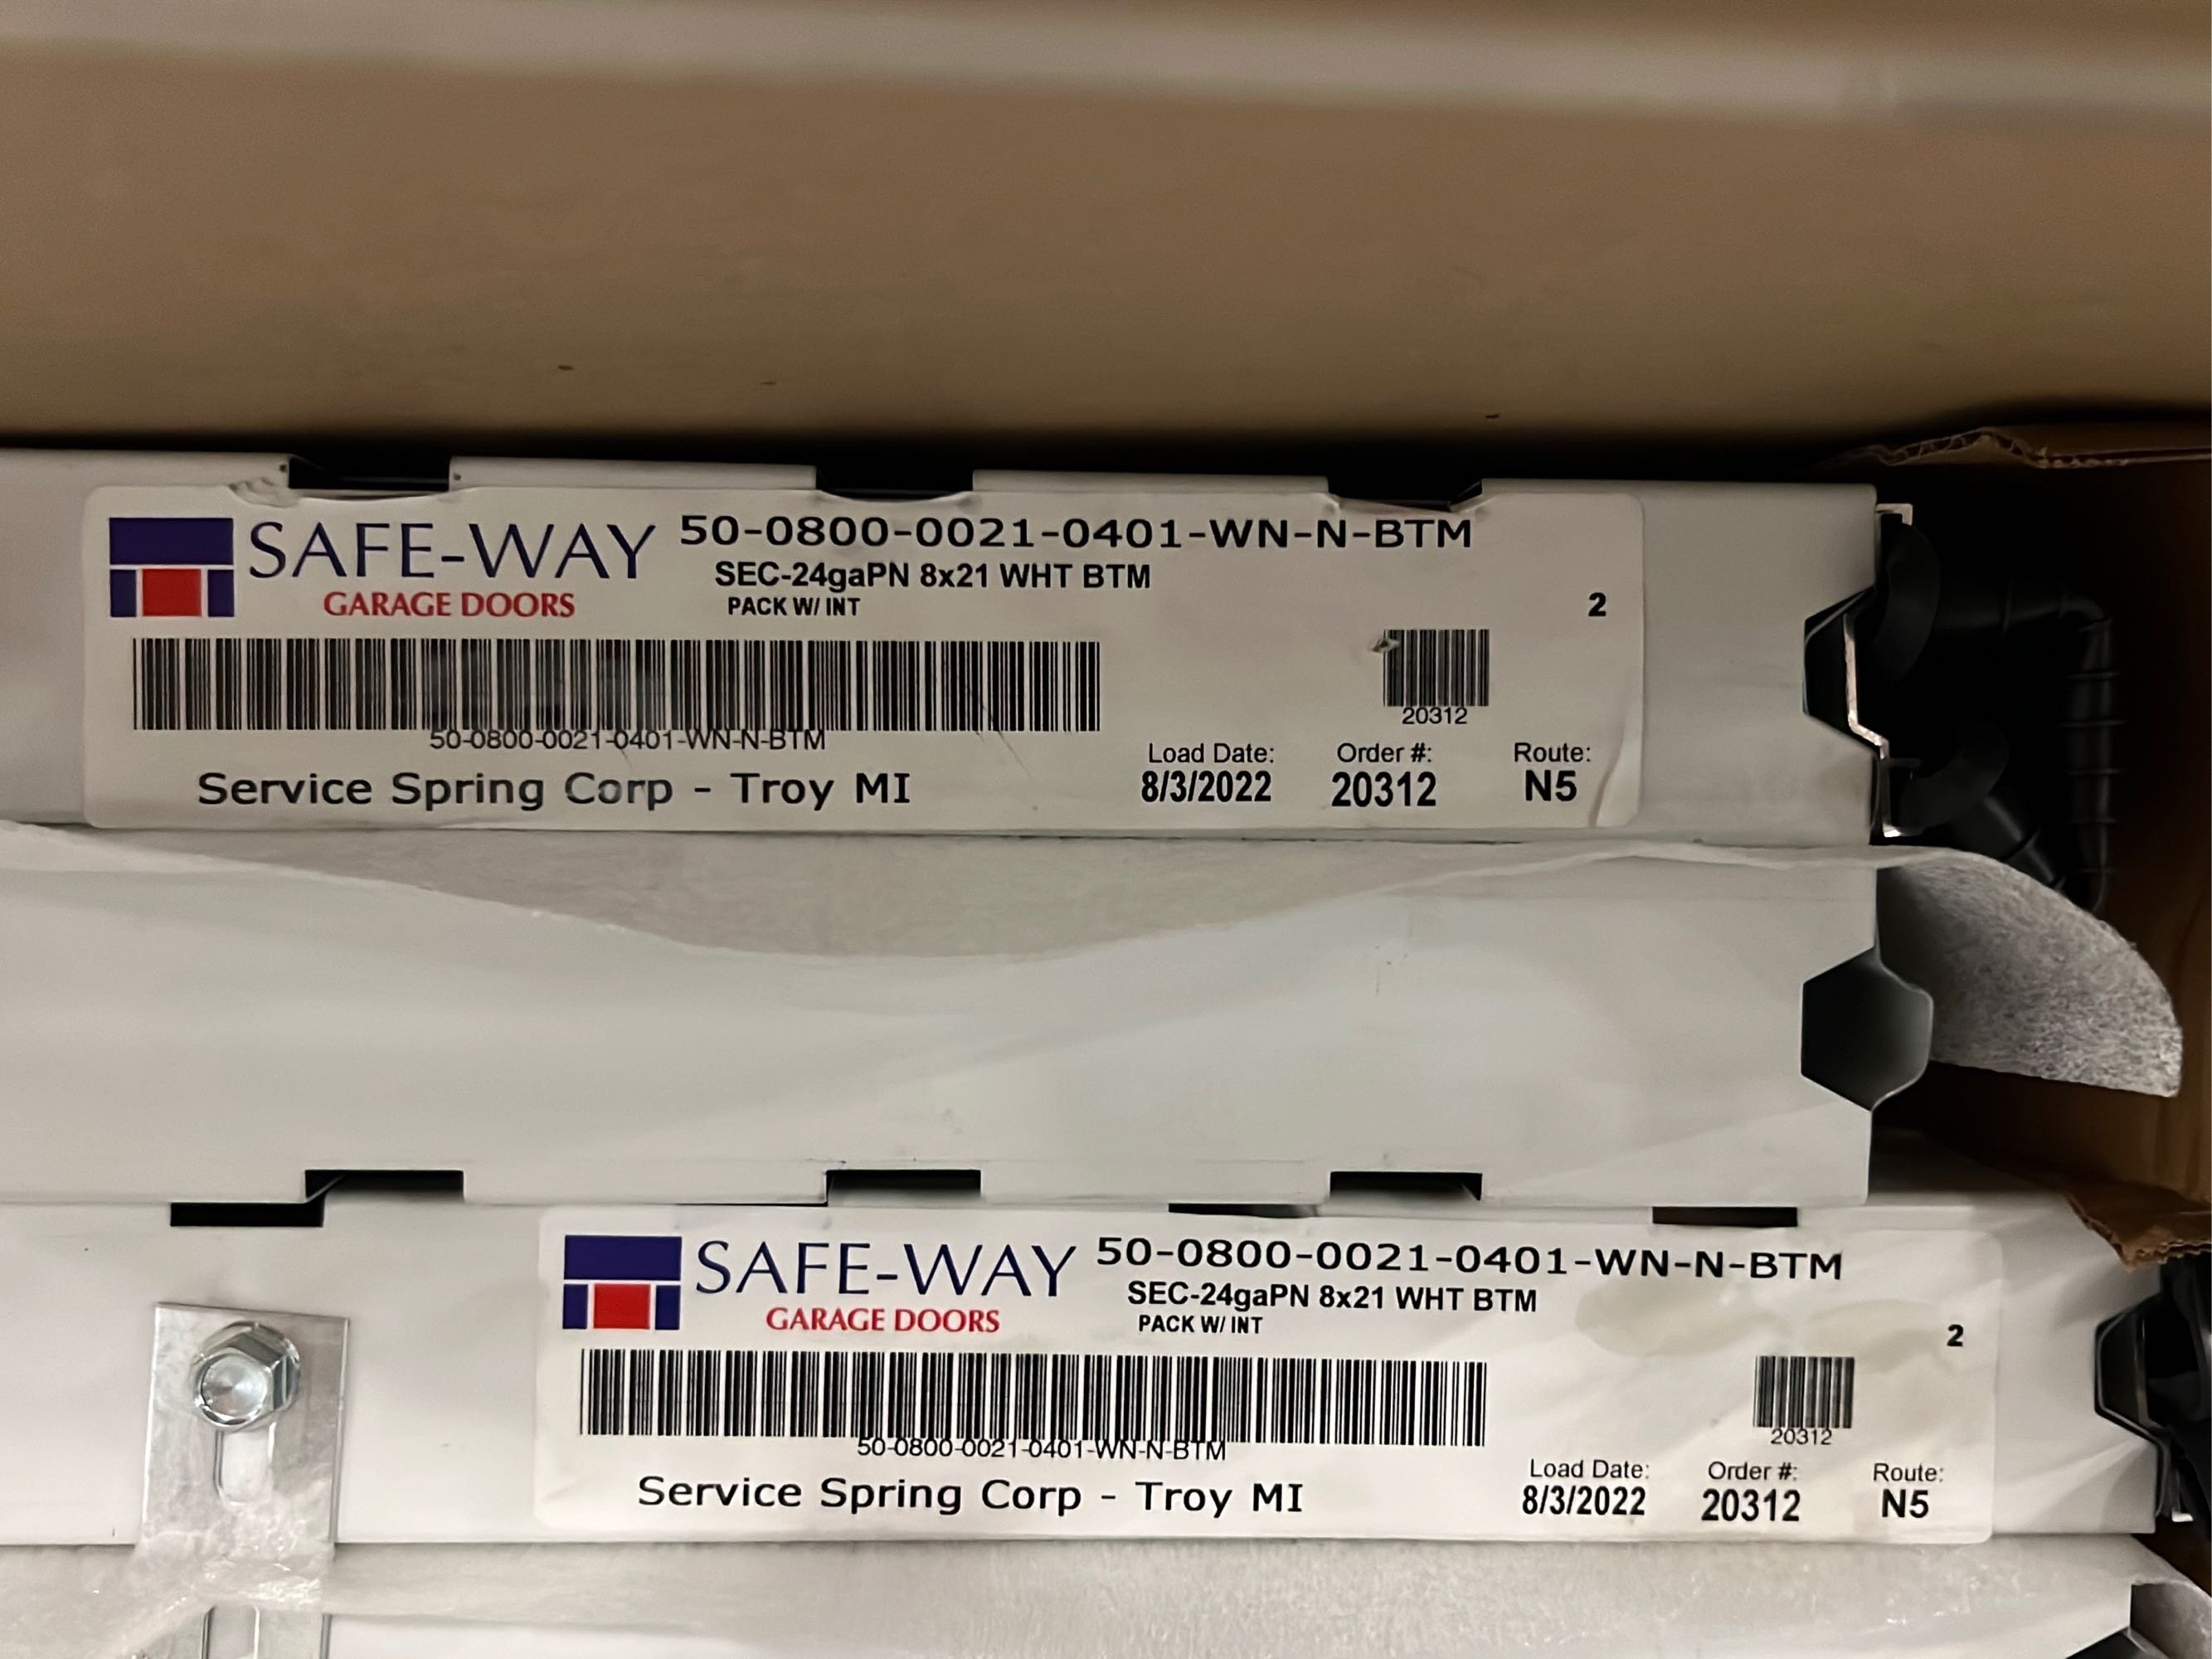 SAFE-WAY 50-0800-0021-0401-WN-N-BTM
SEC-24gaPN 8x21 WHT BTM
GARAGE DOORS PACK W/ INT 2
20312
50-0800-0021-0401-WN-N-BTM
Load Date: Order #: Route:
Service Spring Corp - Troy MI 8/3/2022 20312 N5
SAFE-WAY 50-0800-0021-0401-WN-N-BTM
SEC-24gaPN 8x21 WHT BTM
GARAGE DOORS PACK W/ INT 2
20312
50-0800-0021-0401-WN-N-BTM
Load Date: Order #: Route:
Service Spring Corp - Troy MI 8/3/2022 20312 N5